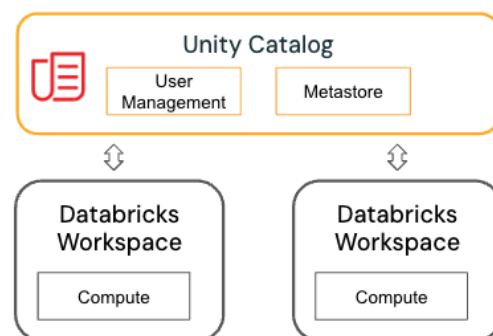 Unity Catalog
User
Management
Metastore
Databricks
Workspace
Compute
Databricks
Workspace
Compute